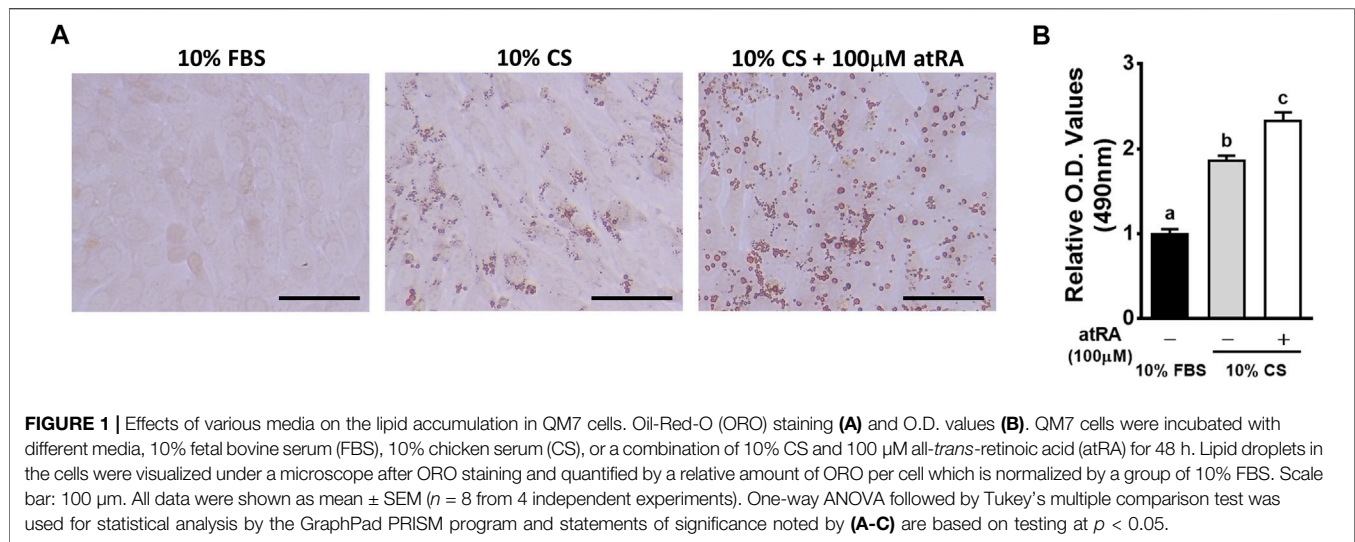 A
10% FBS
10% CS
10% CS + 100µM atRA
B
Relative O.D. Values
(490nm)
3
2
1
0
a
b
c
atRA
(100µM)
–
–
+
10% FBS
10% CS
FIGURE 1 | Effects of various media on the lipid accumulation in QM7 cells. Oil-Red-O (ORO) staining (A) and O.D. values (B). QM7 cells were incubated with
different media, 10% fetal bovine serum (FBS), 10% chicken serum (CS), or a combination of 10% CS and 100 µM all-trans-retinoic acid (atRA) for 48 h. Lipid droplets in
the cells were visualized under a microscope after ORO staining and quantified by a relative amount of ORO per cell which is normalized by a group of 10% FBS. Scale
bar: 100 µm. All data were shown as mean ± SEM (n = 8 from 4 independent experiments). One-way ANOVA followed by Tukey's multiple comparison test was
used for statistical analysis by the GraphPad PRISM program and statements of significance noted by (A-C) are based on testing at p < 0.05.